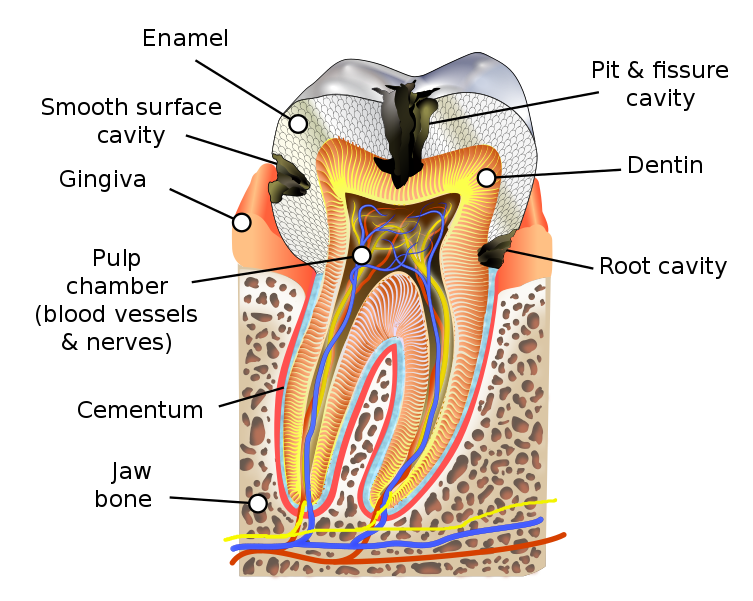 Enamel
Smooth surface
cavity
Gingiva
Pulp
chamber
(blood vessels
& nerves)
Cementum
Jaw
bone
Pit & fissure
cavity
Dentin
Root cavity